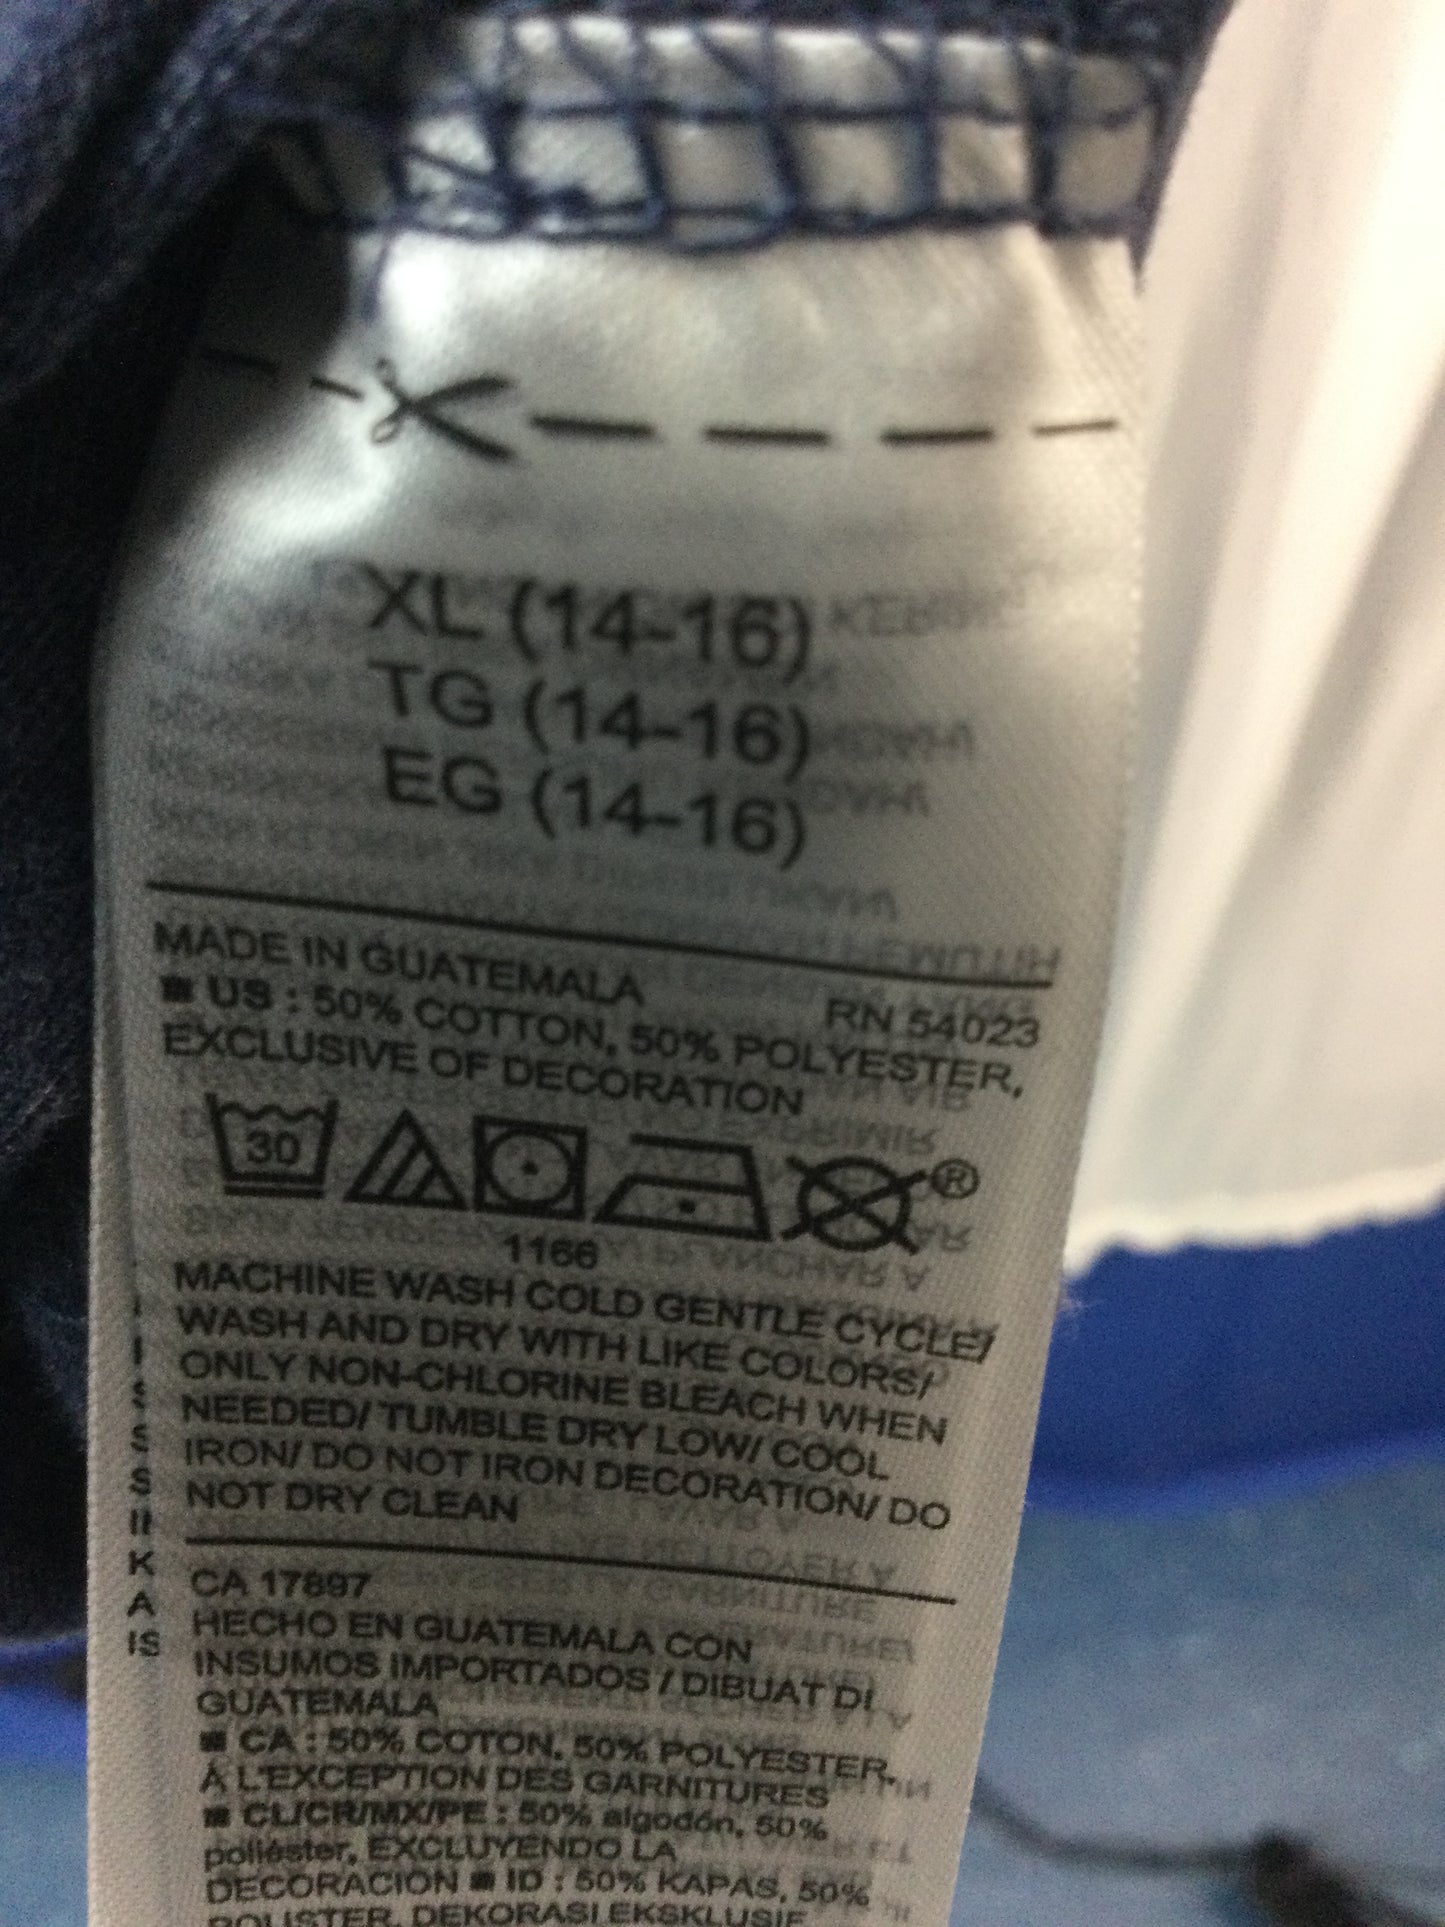 XL (14-16)
TG (14-16)
EG (14-16)
MADE IN GUATEMALA
RN 54023
US : 50% COTTON, 50% POLYESTER,
EXCLUSIVE OF DECORATION
30
®
1166
MACHINE WASH COLD GENTLE CYCLE/
WASH AND DRY WITH LIKE COLORS/
ONLY NON-CHLORINE BLEACH WHEN
NEEDED/ TUMBLE DRY LOW/ COOL
IRON/ DO NOT IRON DECORATION/ DO
NOT DRY CLEAN
CA 17897
HECHO EN GUATEMALA CON
INSUMOS IMPORTADOS / DIBUAT DI
GUATEMALA
CA : 50% COTON, 50% POLYESTER,
À L'EXCEPTION DES GARNITURES
CL/CR/MX/PE : 50% algodón, 50%
poliéster, EXCLUYENDO LA
DECORACION ID : 50% KAPAS, 50%
POLISTER, DEKORASI EKSKLUSIF